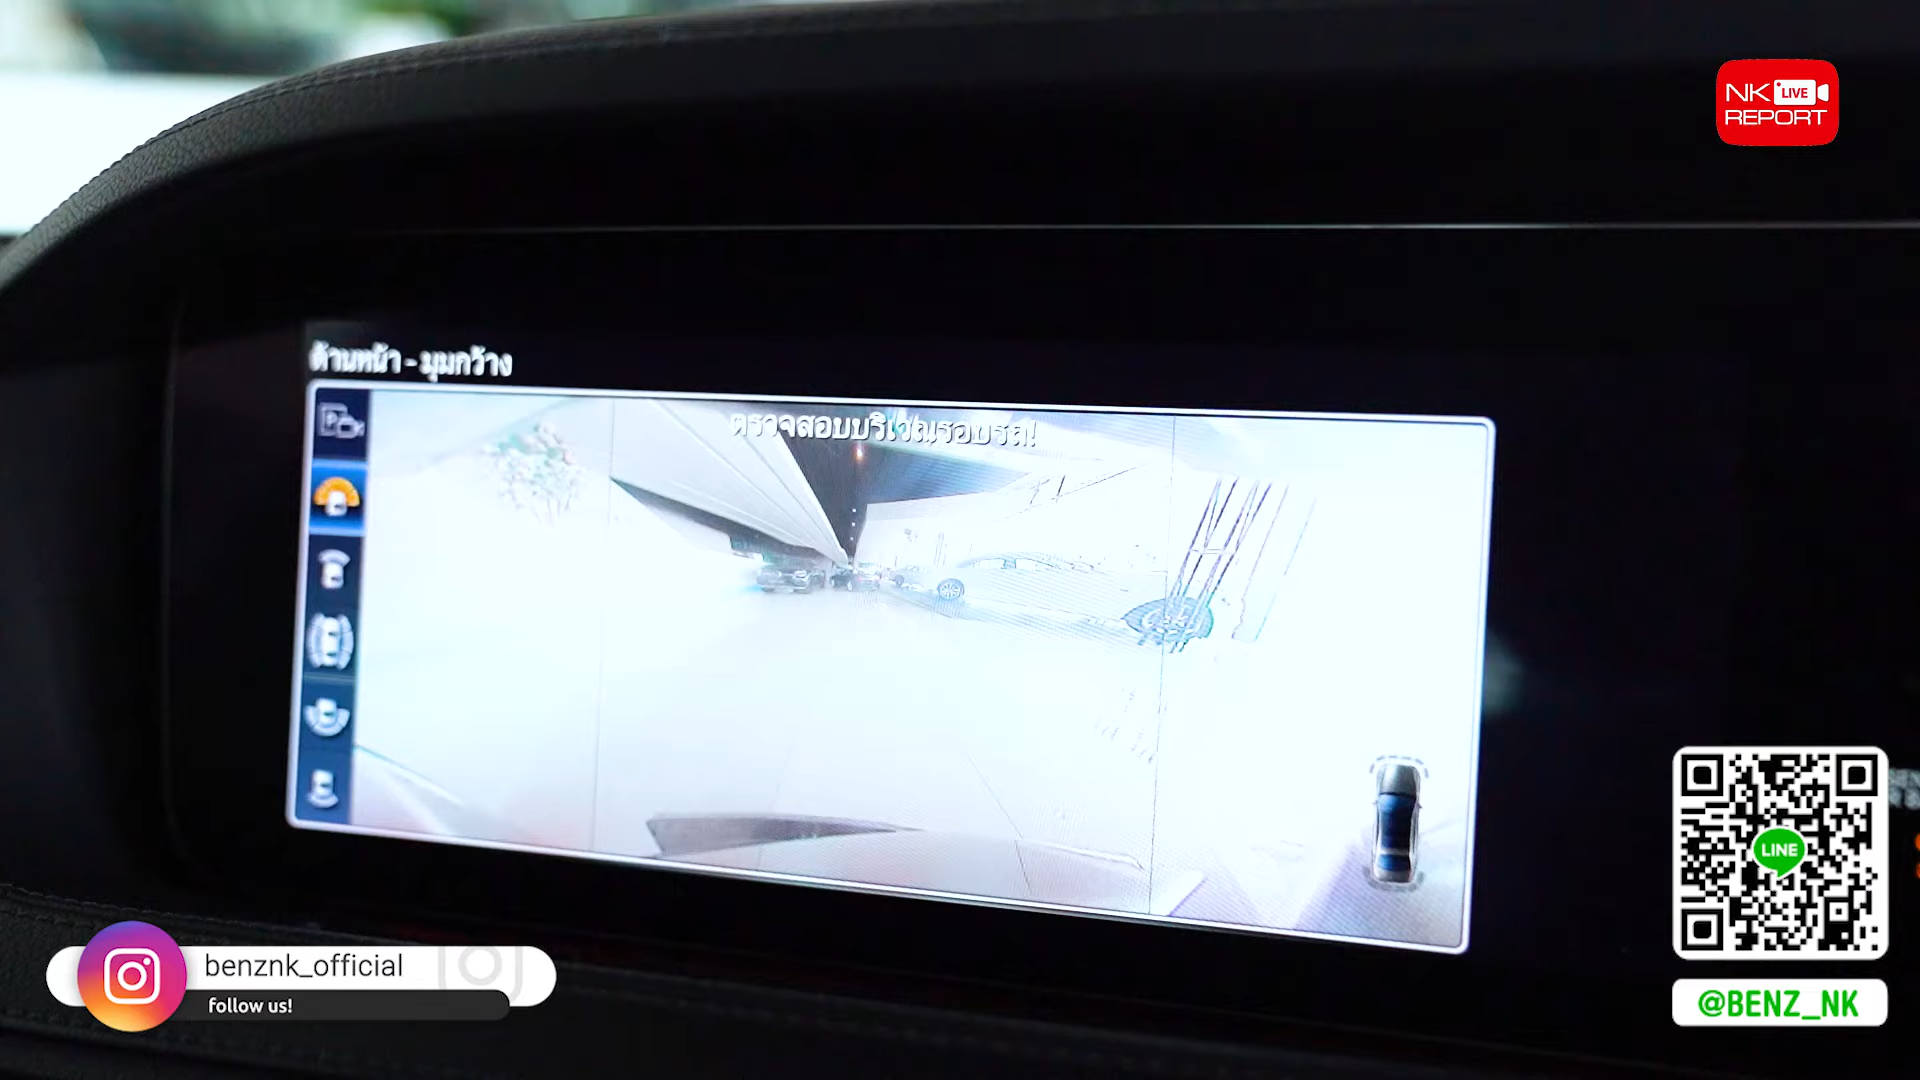 NK LIVE
REPORT
ด้านหน้า - มุมกว้าง
ตรวจสอบบริเวณรอบรถ!
LINE
benznk_official
follow us!
@BENZ_NK